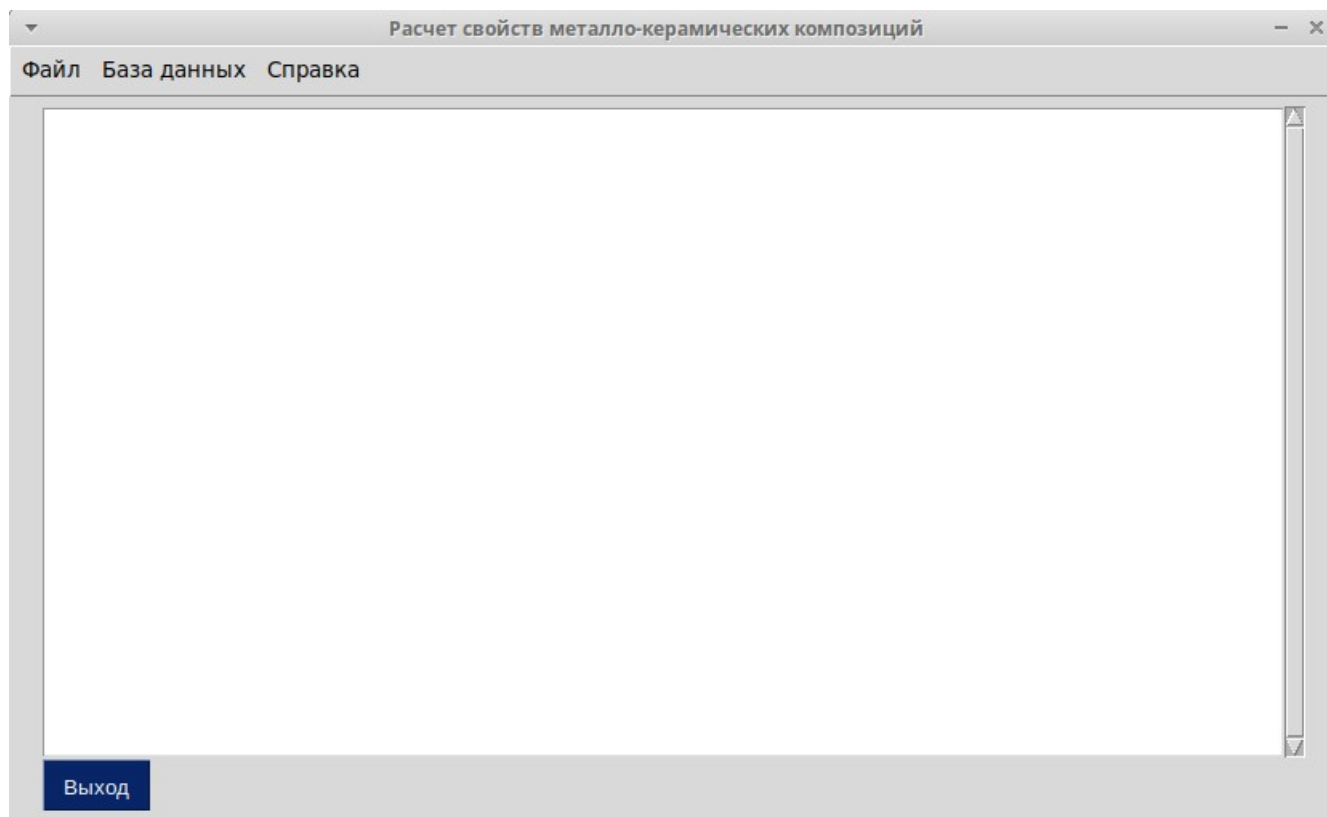 Расчет свойств металло-керамических композиций
Файл База данных Справка
Выход